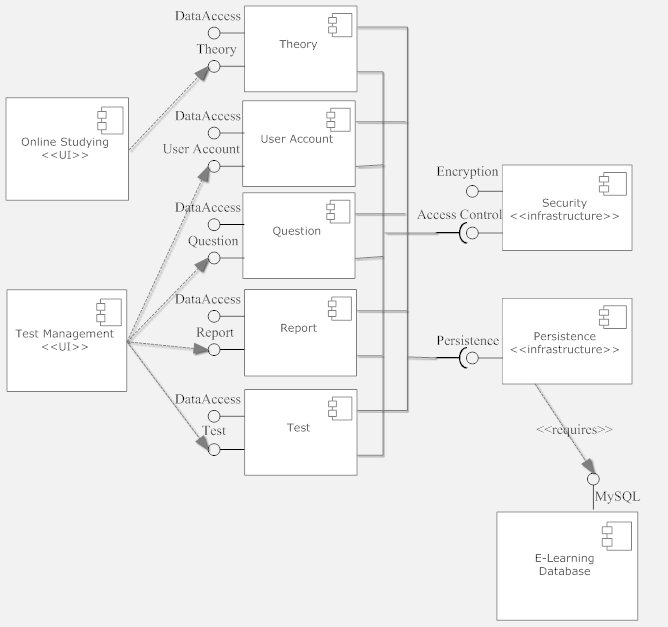 DataAccess
Theory
Theory
Online Studying
<<UI>>
DataAccess
User Account
User Account
DataAccess
Question
Question
Encryption
Access Control
Security
<<infrastructure>>
Test Management
<<UI>>
DataAccess
Report
Report
Persistence
Persistence
<<infrastructure>>
DataAccess
Test
Test
<<requires>>
MySQL
E-Learning
Database